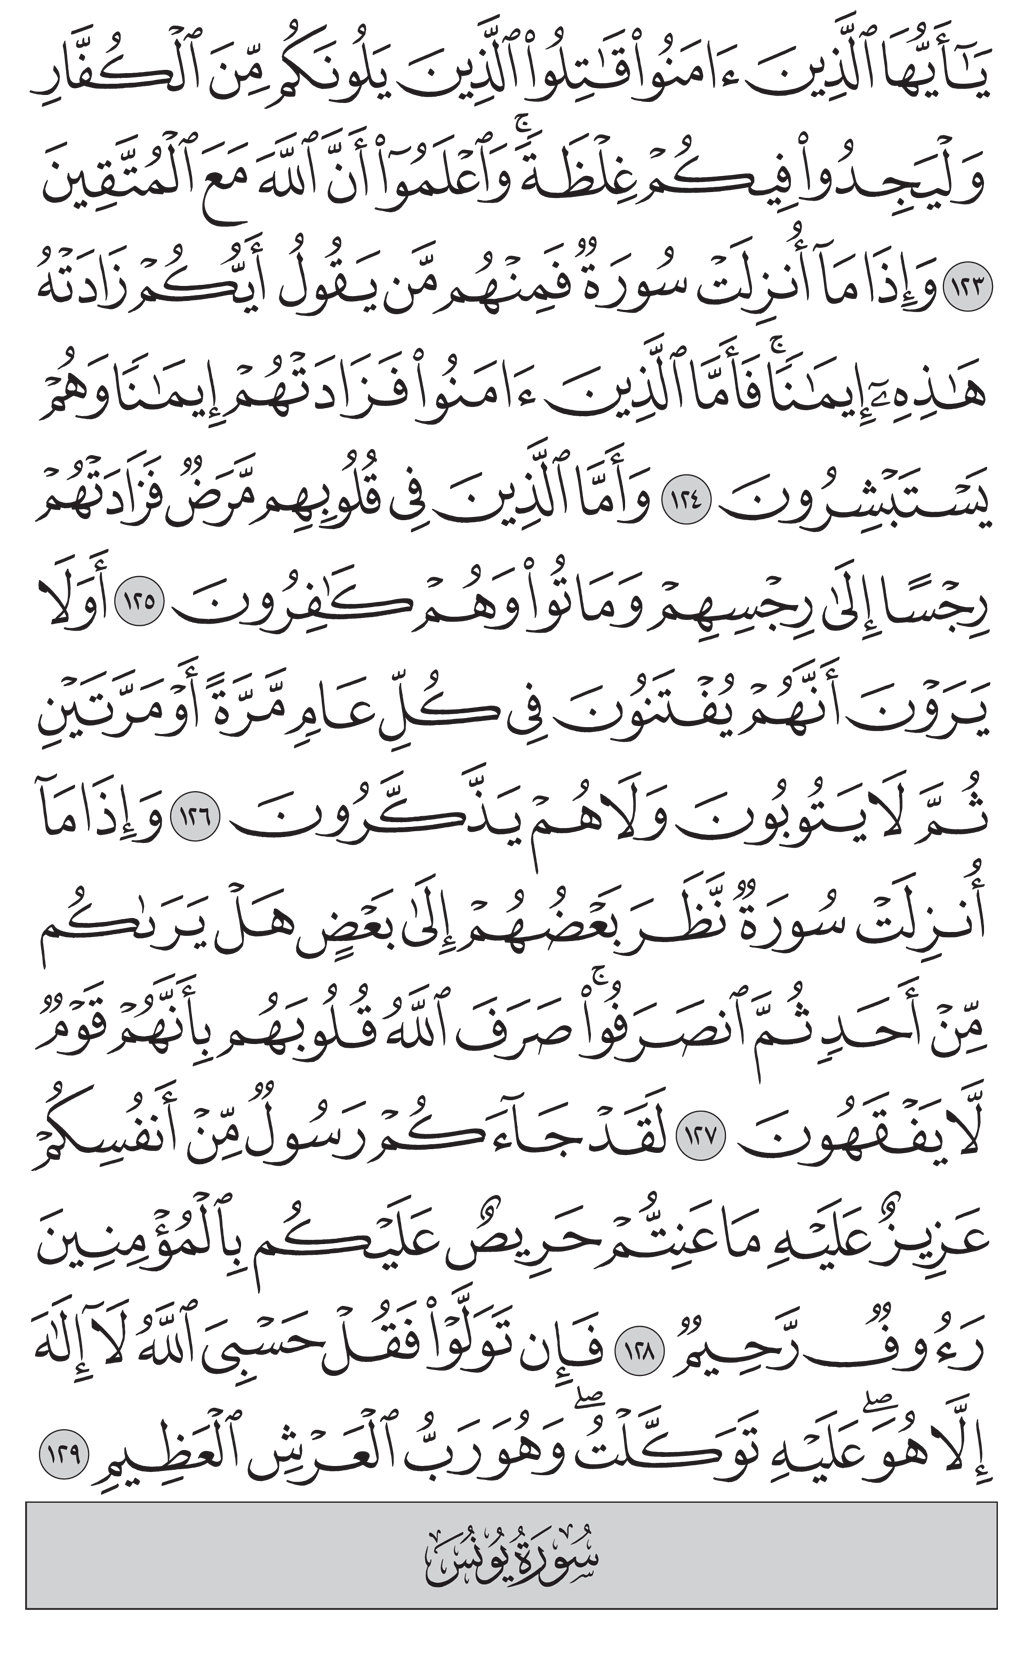 يَـٰٓأَيُّهَا ٱلَّذِينَ ءَامَنُوا۟ قَـٰتِلُوا۟ ٱلَّذِينَ يَلُونَكُم مِّنَ ٱلْكُفَّارِ
وَلْيَجِدُوا۟ فِيكُمْ غِلْظَةً ۚ وَٱعْلَمُوٓا۟ أَنَّ ٱللَّهَ مَعَ ٱلْمُتَّقِينَ
١٢٣ وَإِذَا مَآ أُنزِلَتْ سُورَةٌ فَمِنْهُم مَّن يَقُولُ أَيُّكُمْ زَادَتْهُ
هَـٰذِهِۦٓ إِيمَـٰنًا ۚ فَأَمَّا ٱلَّذِينَ ءَامَنُوا۟ فَزَادَتْهُمْ إِيمَـٰنًا وَهُمْ
يَسْتَبْشِرُونَ ١٢٤ وَأَمَّا ٱلَّذِينَ فِى قُلُوبِهِم مَّرَضٌ فَزَادَتْهُمْ
رِجْسًا إِلَىٰ رِجْسِهِمْ وَمَاتُوا۟ وَهُمْ كَـٰفِرُونَ ١٢٥ أَوَلَا
يَرَوْنَ أَنَّهُمْ يُفْتَنُونَ فِى كُلِّ عَامٍ مَّرَّةً أَوْ مَرَّتَيْنِ
ثُمَّ لَا يَتُوبُونَ وَلَا هُمْ يَذَّكَّرُونَ ١٢٦ وَإِذَا مَآ
أُنزِلَتْ سُورَةٌ نَّظَرَ بَعْضُهُمْ إِلَىٰ بَعْضٍ هَلْ يَرَىٰكُم
مِّنْ أَحَدٍ ثُمَّ ٱنصَرَفُوا۟ ۚ صَرَفَ ٱللَّهُ قُلُوبَهُم بِأَنَّهُمْ قَوْمٌ
لَّا يَفْقَهُونَ ١٢٧ لَقَدْ جَآءَكُمْ رَسُولٌ مِّنْ أَنفُسِكُمْ
عَزِيزٌ عَلَيْهِ مَا عَنِتُّمْ حَرِيصٌ عَلَيْكُم بِٱلْمُؤْمِنِينَ
رَءُوفٌ رَّحِيمٌ ١٢٨ فَإِن تَوَلَّوْا۟ فَقُلْ حَسْبِىَ ٱللَّهُ لَآ إِلَـٰهَ
إِلَّا هُوَ ۖ عَلَيْهِ تَوَكَّلْتُ ۖ وَهُوَ رَبُّ ٱلْعَرْشِ ٱلْعَظِيمِ ١٢٩
سُورَةُ يُونُسَ